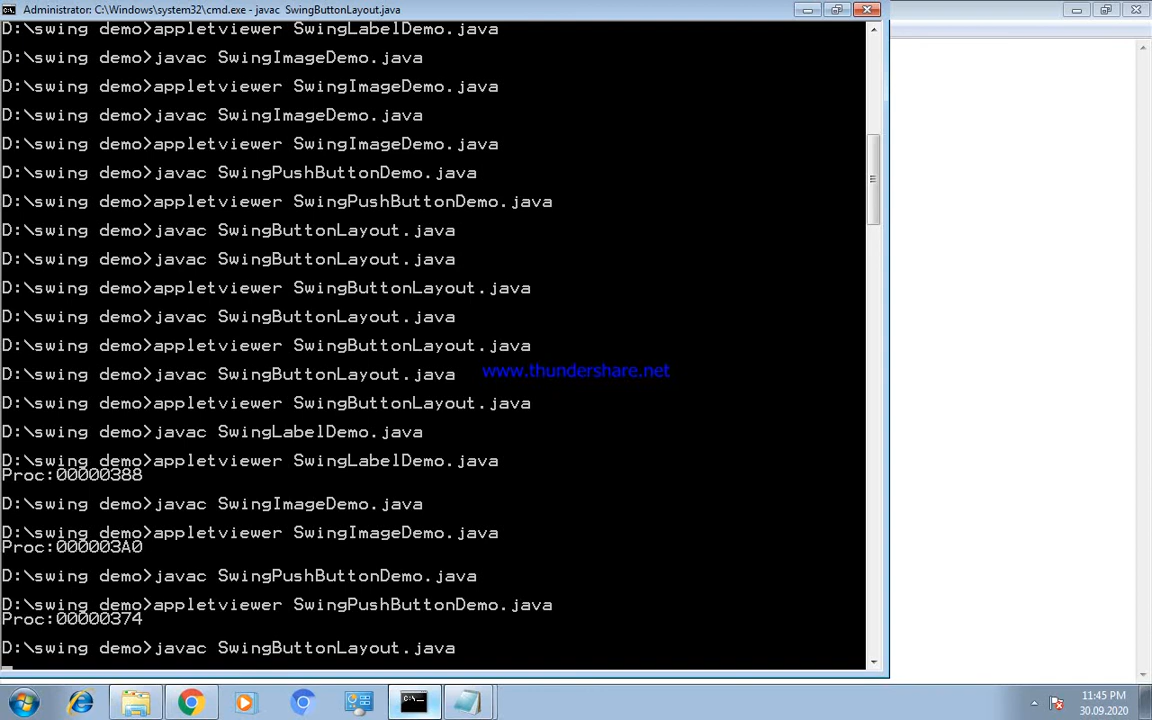 Administrator: C:\Windows\system32\cmd.exe - javac  SwingButtonLayout.java
D:\swing demo>appletviewer SwingLabelDemo.java
D:\swing demo>javac SwingImageDemo.java
D:\swing demo>appletviewer SwingImageDemo.java
D:\swing demo>javac SwingImageDemo.java
D:\swing demo>appletviewer SwingImageDemo.java
D:\swing demo>javac SwingPushButtonDemo.java
D:\swing demo>appletviewer SwingPushButtonDemo.java
D:\swing demo>javac SwingButtonLayout.java
D:\swing demo>javac SwingButtonLayout.java
D:\swing demo>appletviewer SwingButtonLayout.java
D:\swing demo>javac SwingButtonLayout.java
D:\swing demo>appletviewer SwingButtonLayout.java
D:\swing demo>javac SwingButtonLayout.java
www.thundershare.net
D:\swing demo>appletviewer SwingButtonLayout.java
D:\swing demo>javac SwingLabelDemo.java
D:\swing demo>appletviewer SwingLabelDemo.java
Proc:00000388
D:\swing demo>javac SwingImageDemo.java
D:\swing demo>appletviewer SwingImageDemo.java
Proc:000003A0
D:\swing demo>javac SwingPushButtonDemo.java
D:\swing demo>appletviewer SwingPushButtonDemo.java
Proc:00000374
D:\swing demo>javac SwingButtonLayout.java
11:45 PM
30.09.2020